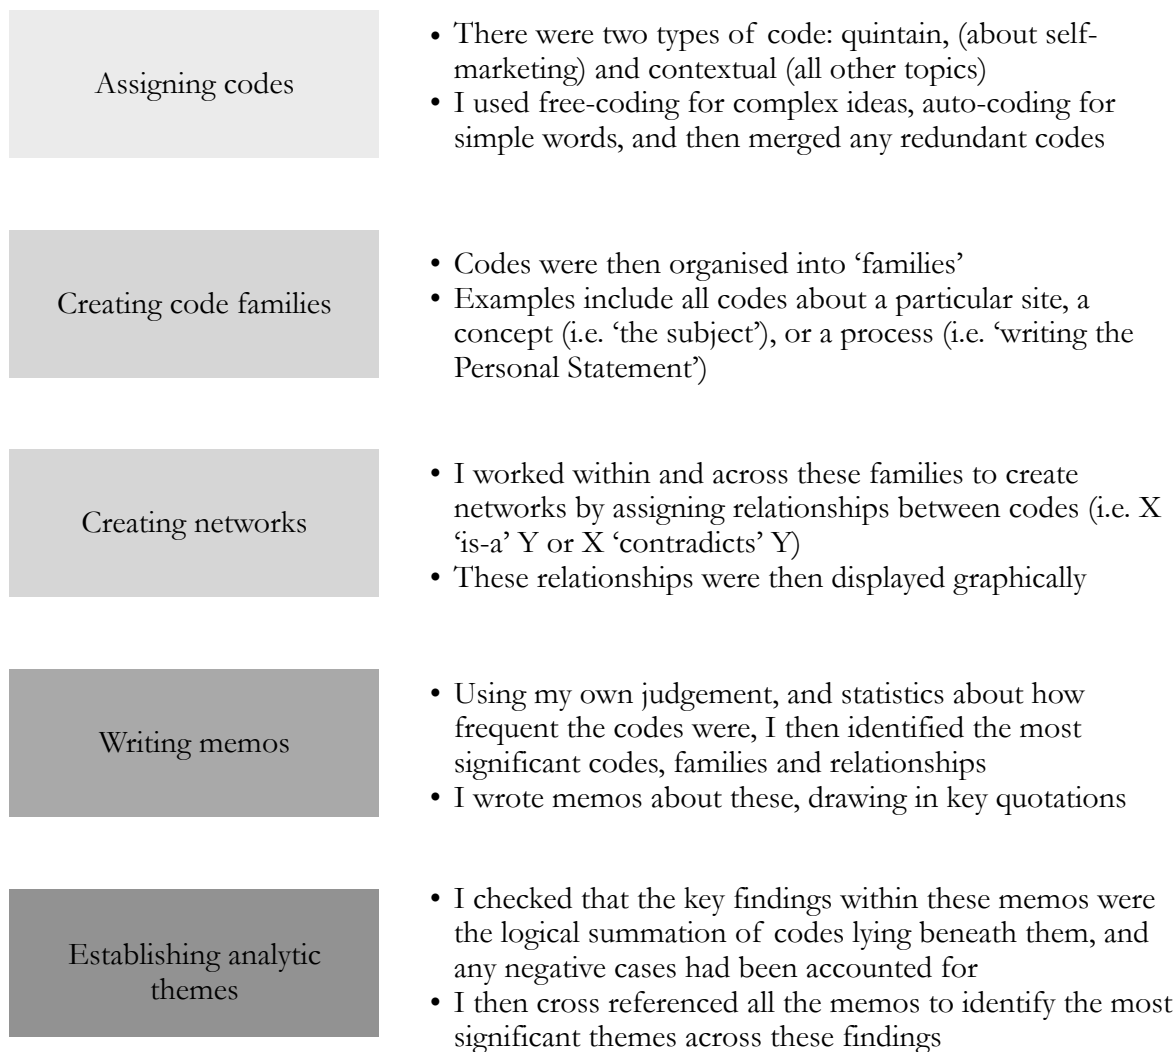 Assigning codes
• There were two types of code: quintain, (about self-
marketing) and contextual (all other topics)
• I used free-coding for complex ideas, auto-coding for
simple words, and then merged any redundant codes
Creating code families
• Codes were then organised into ‘families’
• Examples include all codes about a particular site, a
concept (i.e. ‘the subject’), or a process (i.e. ‘writing the
Personal Statement’)
Creating networks
• I worked within and across these families to create
networks by assigning relationships between codes (i.e. X
‘is-a’ Y or X ‘contradicts’ Y)
• These relationships were then displayed graphically
Writing memos
• Using my own judgement, and statistics about how
frequent the codes were, I then identified the most
significant codes, families and relationships
• I wrote memos about these, drawing in key quotations
Establishing analytic
themes
• I checked that the key findings within these memos were
the logical summation of codes lying beneath them, and
any negative cases had been accounted for
• I then cross referenced all the memos to identify the most
significant themes across these findings